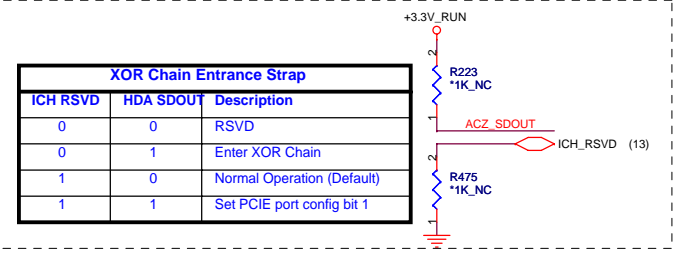 +3.3V_RUN
XOR Chain Entrance Strap
ICH RSVD HDA SDOUT Description
0 0 RSVD
0 1 Enter XOR Chain
1 0 Normal Operation (Default)
1 1 Set PCIE port config bit 1
2
R223
*1K_NC
1
ACZ_SDOUT
ICH_RSVD (13)
2
R475
*1K_NC
1